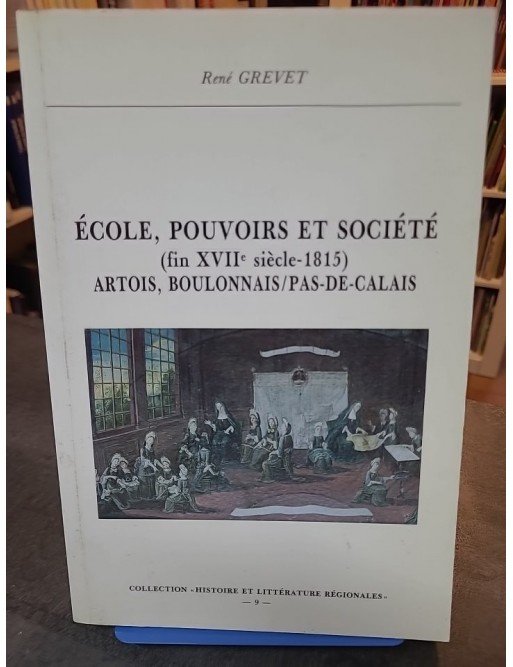 René GREVET
ÉCOLE, POUVOIRS ET SOCIÉTÉ
(fin XVIIe siècle-1815)
ARTOIS, BOULONNAIS/PAS-DE-CALAIS
COLLECTION «HISTOIRE ET LITTÉRATURE RÉGIONALES»
— 9 —